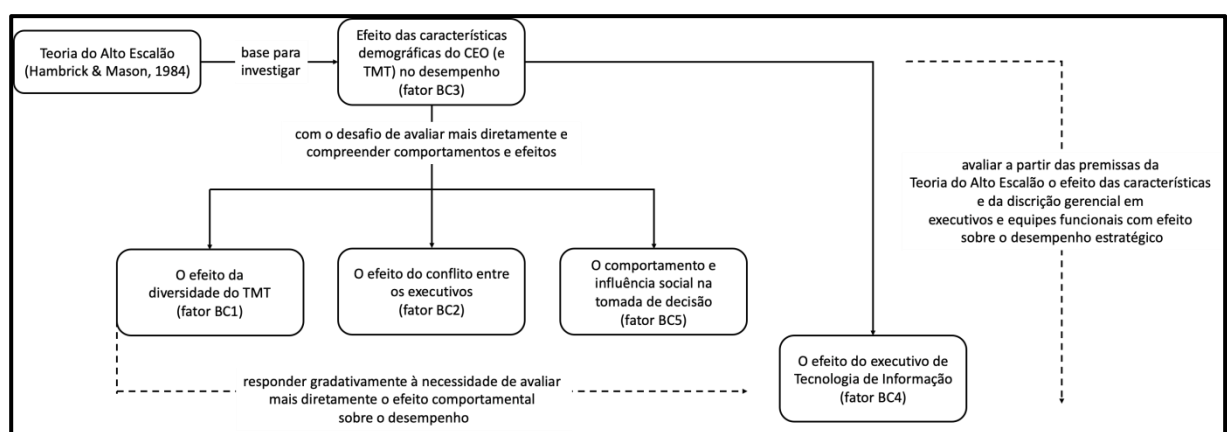 Teoria do Alto Escalão
(Hambrick & Mason, 1984)
base para
investigar
Efeito das características
demográficas do CEO (e
TMT) no desempenho
(fator BC3)
com o desafio de avaliar mais diretamente e
compreender comportamentos e efeitos
avaliar a partir das premissas da
Teoria do Alto Escalão o efeito das características
e da discrição gerencial em
executivos e equipes funcionais com efeito
sobre o desempenho estratégico
O efeito da
diversidade do TMT
(fator BC1)
O efeito do conflito entre
os executivos
(fator BC2)
O comportamento e
influência social na
tomada de decisão
(fator BC5)
O efeito do executivo de
Tecnologia de Informação
(fator BC4)
responder gradativamente à necessidade de avaliar
mais diretamente o efeito comportamental
sobre o desempenho